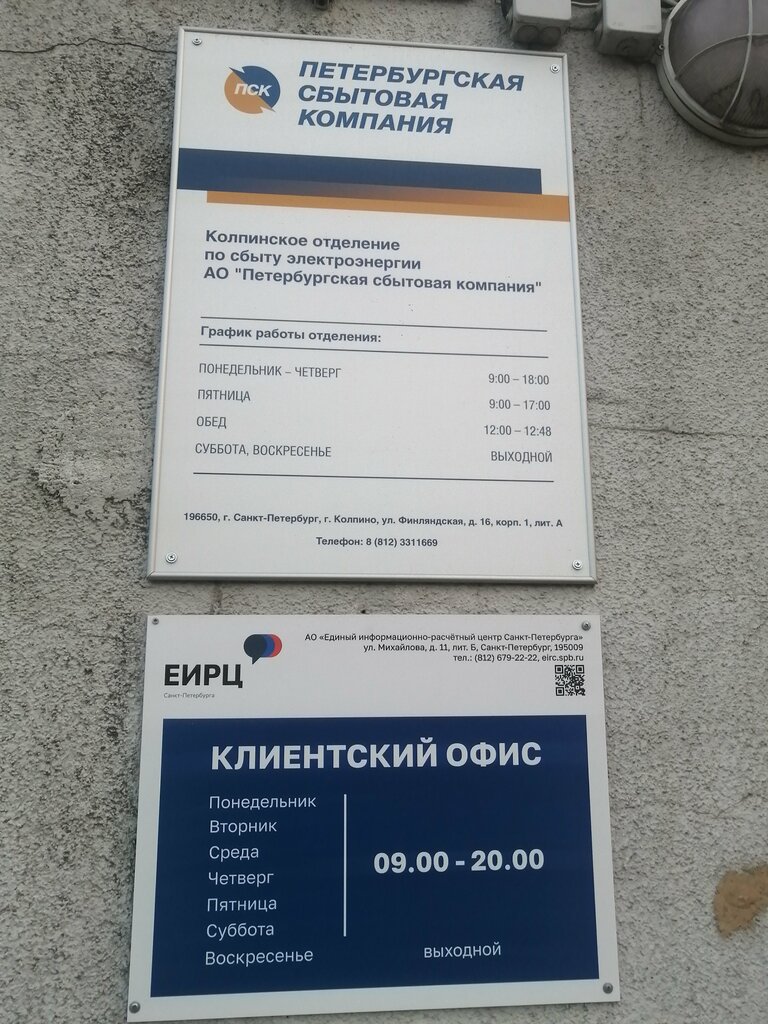 ПСК
ПЕТЕРБУРГСКАЯ
СБЫТОВАЯ
КОМПАНИЯ
Колпинское отделение
по сбыту электроэнергии
АО "Петербургская сбытовая компания"
График работы отделения:
ПОНЕДЕЛЬНИК – ЧЕТВЕРГ 9:00 – 18:00
ПЯТНИЦА 9:00 – 17:00
ОБЕД 12:00 – 12:48
СУББОТА, ВОСКРЕСЕНЬЕ ВЫХОДНОЙ
196650, г. Санкт-Петербург, г. Колпино, ул. Финляндская, д. 16, корп. 1, лит. А
Телефон: 8 (812) 3311669
ЕИРЦ
Санкт-Петербурга
АО «Единый информационно-расчётный центр Санкт-Петербурга»
ул. Михайлова, д. 11, лит. Б, Санкт-Петербург, 195009
тел.: (812) 679-22-22, eirc.spb.ru
КЛИЕНТСКИЙ ОФИС
Понедельник
Вторник
Среда
Четверг
Пятница
Суббота
09.00 - 20.00
Воскресенье выходной